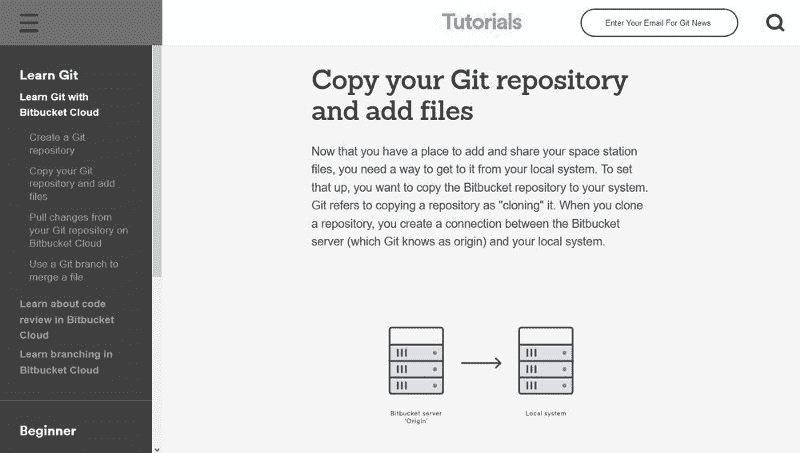 Tutorials
Enter Your Email For Git News
Learn Git
Learn Git with
Bitbucket Cloud
Create a Git
repository
Copy your Git
repository and add
files
Pull changes from
your Git repository on
Bitbucket Cloud
Use a Git branch to
merge a file
Learn about code
review in Bitbucket
Cloud
Learn branching in
Bitbucket Cloud
Beginner
Copy your Git repository
and add files
Now that you have a place to add and share your space station
files, you need a way to get to it from your local system. To set
that up, you want to copy the Bitbucket repository to your system.
Git refers to copying a repository as "cloning" it. When you clone
a repository, you create a connection between the Bitbucket
server (which Git knows as origin) and your local system.
Bitbucket server
'Origin'
Local system